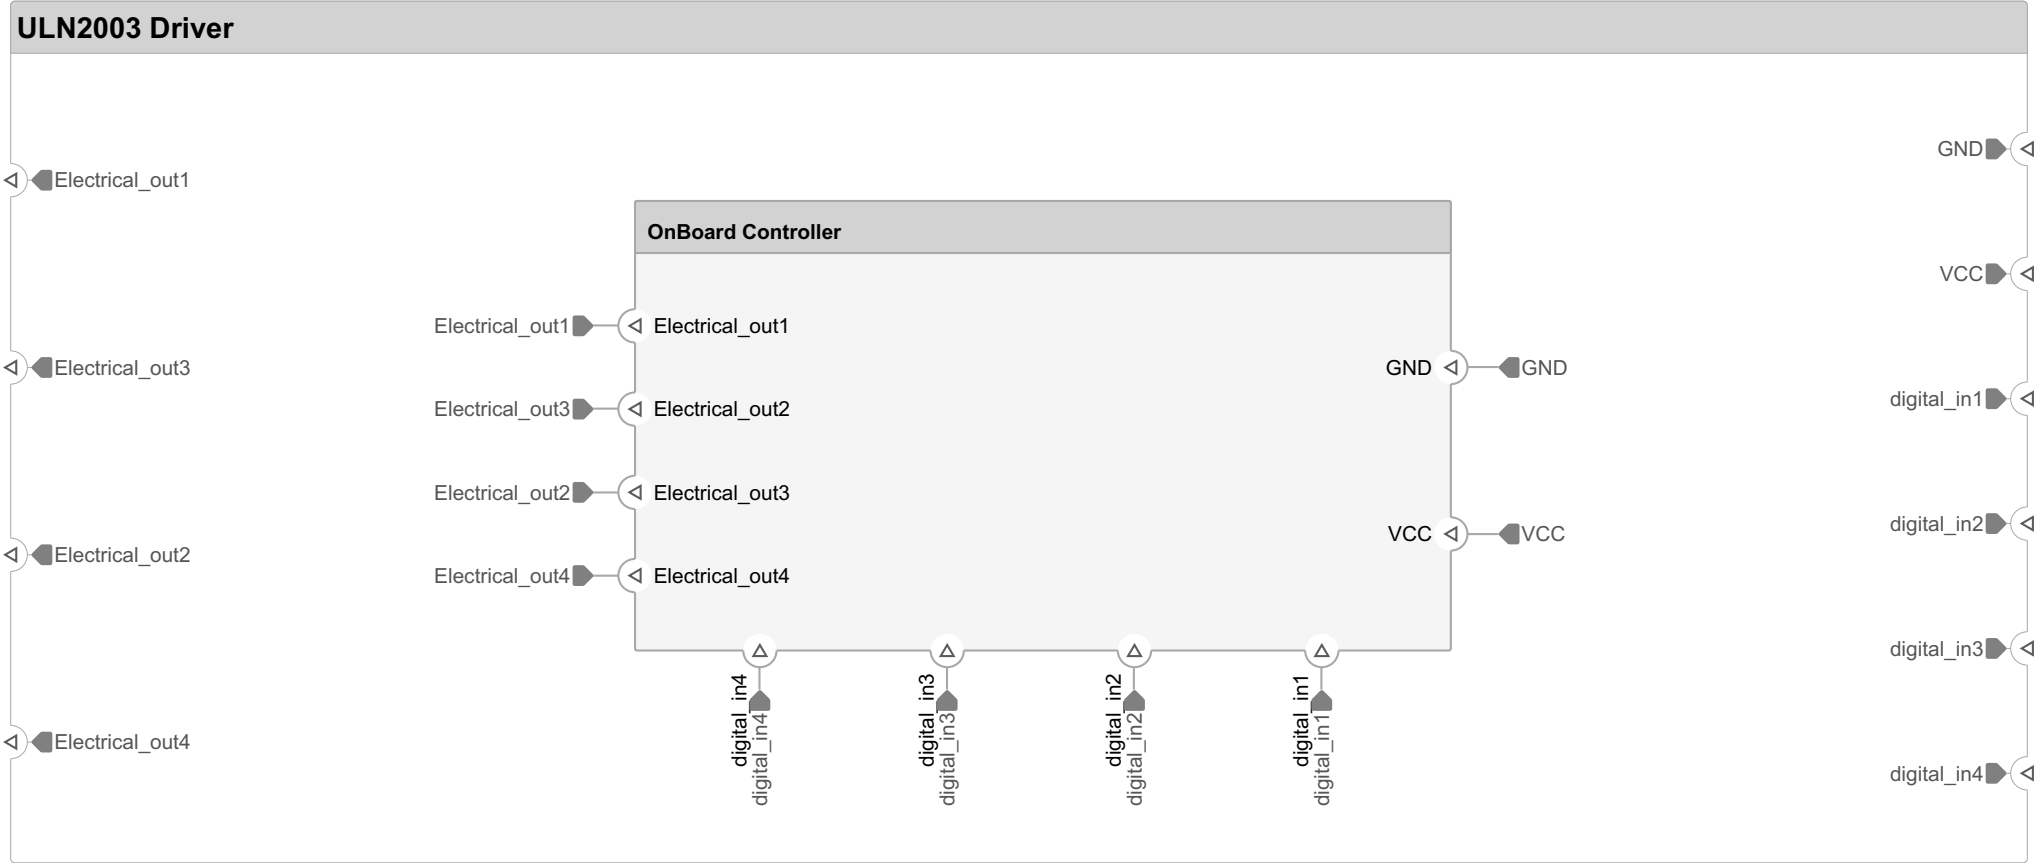 ULN2003 Driver
Electrical_out1
Electrical_out3
Electrical_out2
Electrical_out4
OnBoard Controller
Electrical_out1 Electrical_out1
Electrical_out3 Electrical_out2
Electrical_out2 Electrical_out3
Electrical_out4 Electrical_out4
GND GND
VCC VCC
digital_in4
digital_in4
digital_in3
digital_in3
digital_in2
digital_in2
digital_in1
digital_in1
GND
VCC
digital_in1
digital_in2
digital_in3
digital_in4